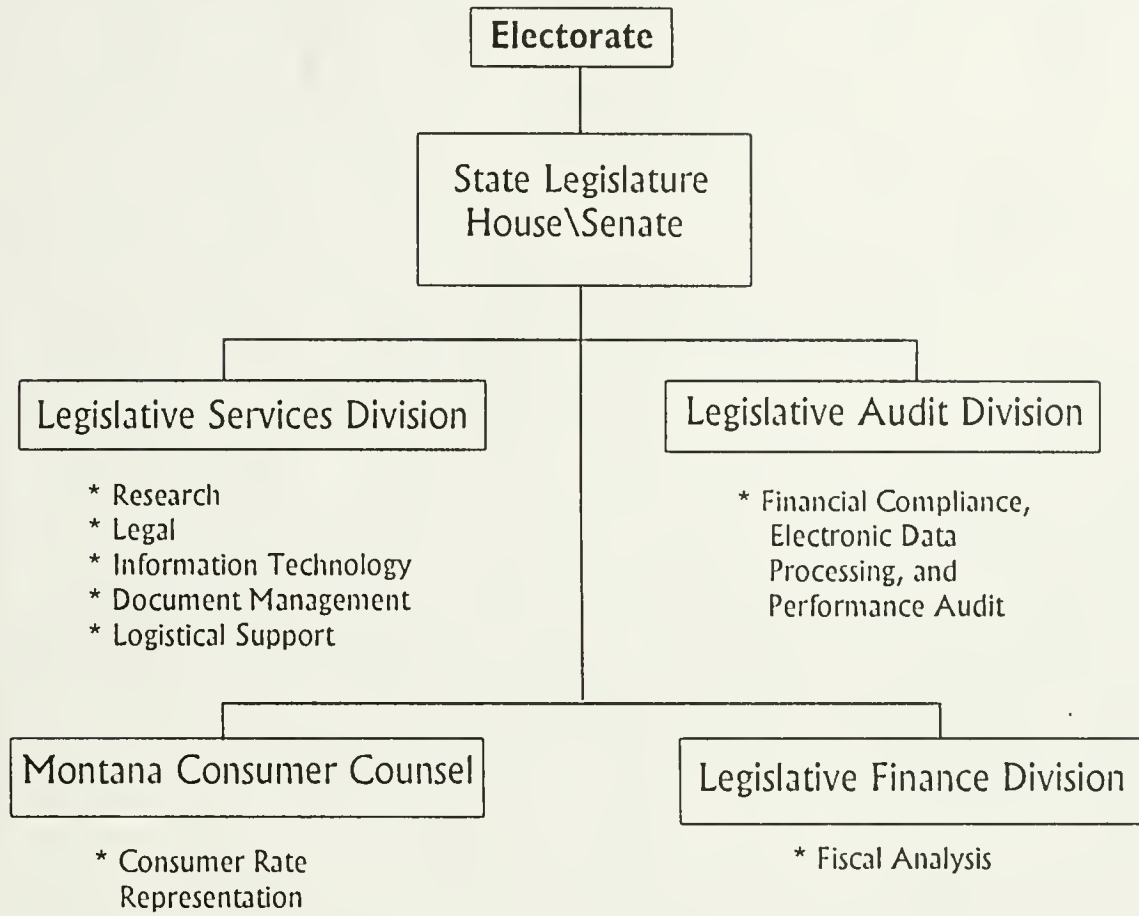 Electorate
State Legislature
House\Senate
Legislative Services Division
* Research
* Legal
* Information Technology
* Document Management
* Logistical Support
Legislative Audit Division
* Financial Compliance,
Electronic Data
Processing, and
Performance Audit
Montana Consumer Counsel
* Consumer Rate
Representation
Legislative Finance Division
* Fiscal Analysis